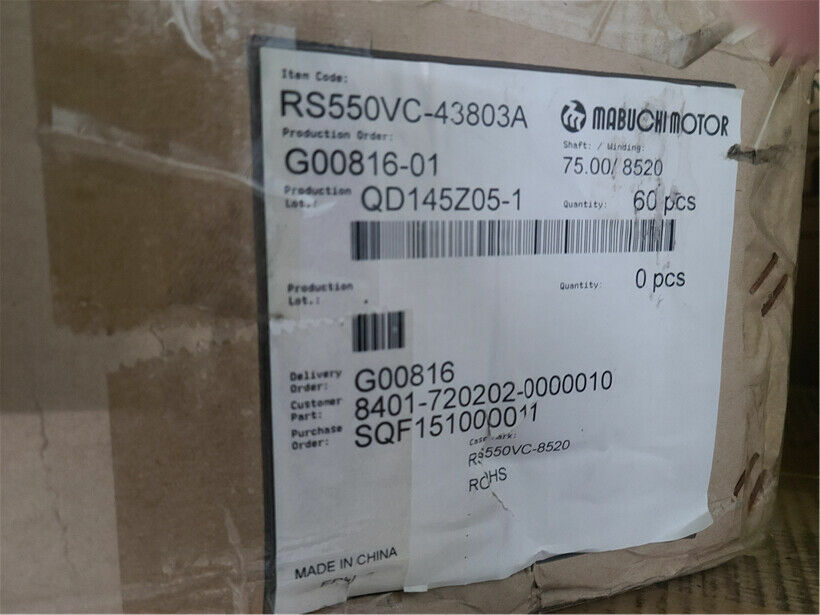 Item Code:
RS550VC-43803A
MABUCHI MOTOR
Production Order:
G00816-01
Shaft: / Winding:
75.00/ 8520
Production Lot.:
QD145Z05-1
Quantity: 60 pcs
Production Lot.:
Quantity: 0 pcs
Delivery Order: G00816
Customer Part: 8401-720202-0000010
Purchase Order: SQF151000011
Case Mark:
RS550VC-8520
ROHS
MADE IN CHINA